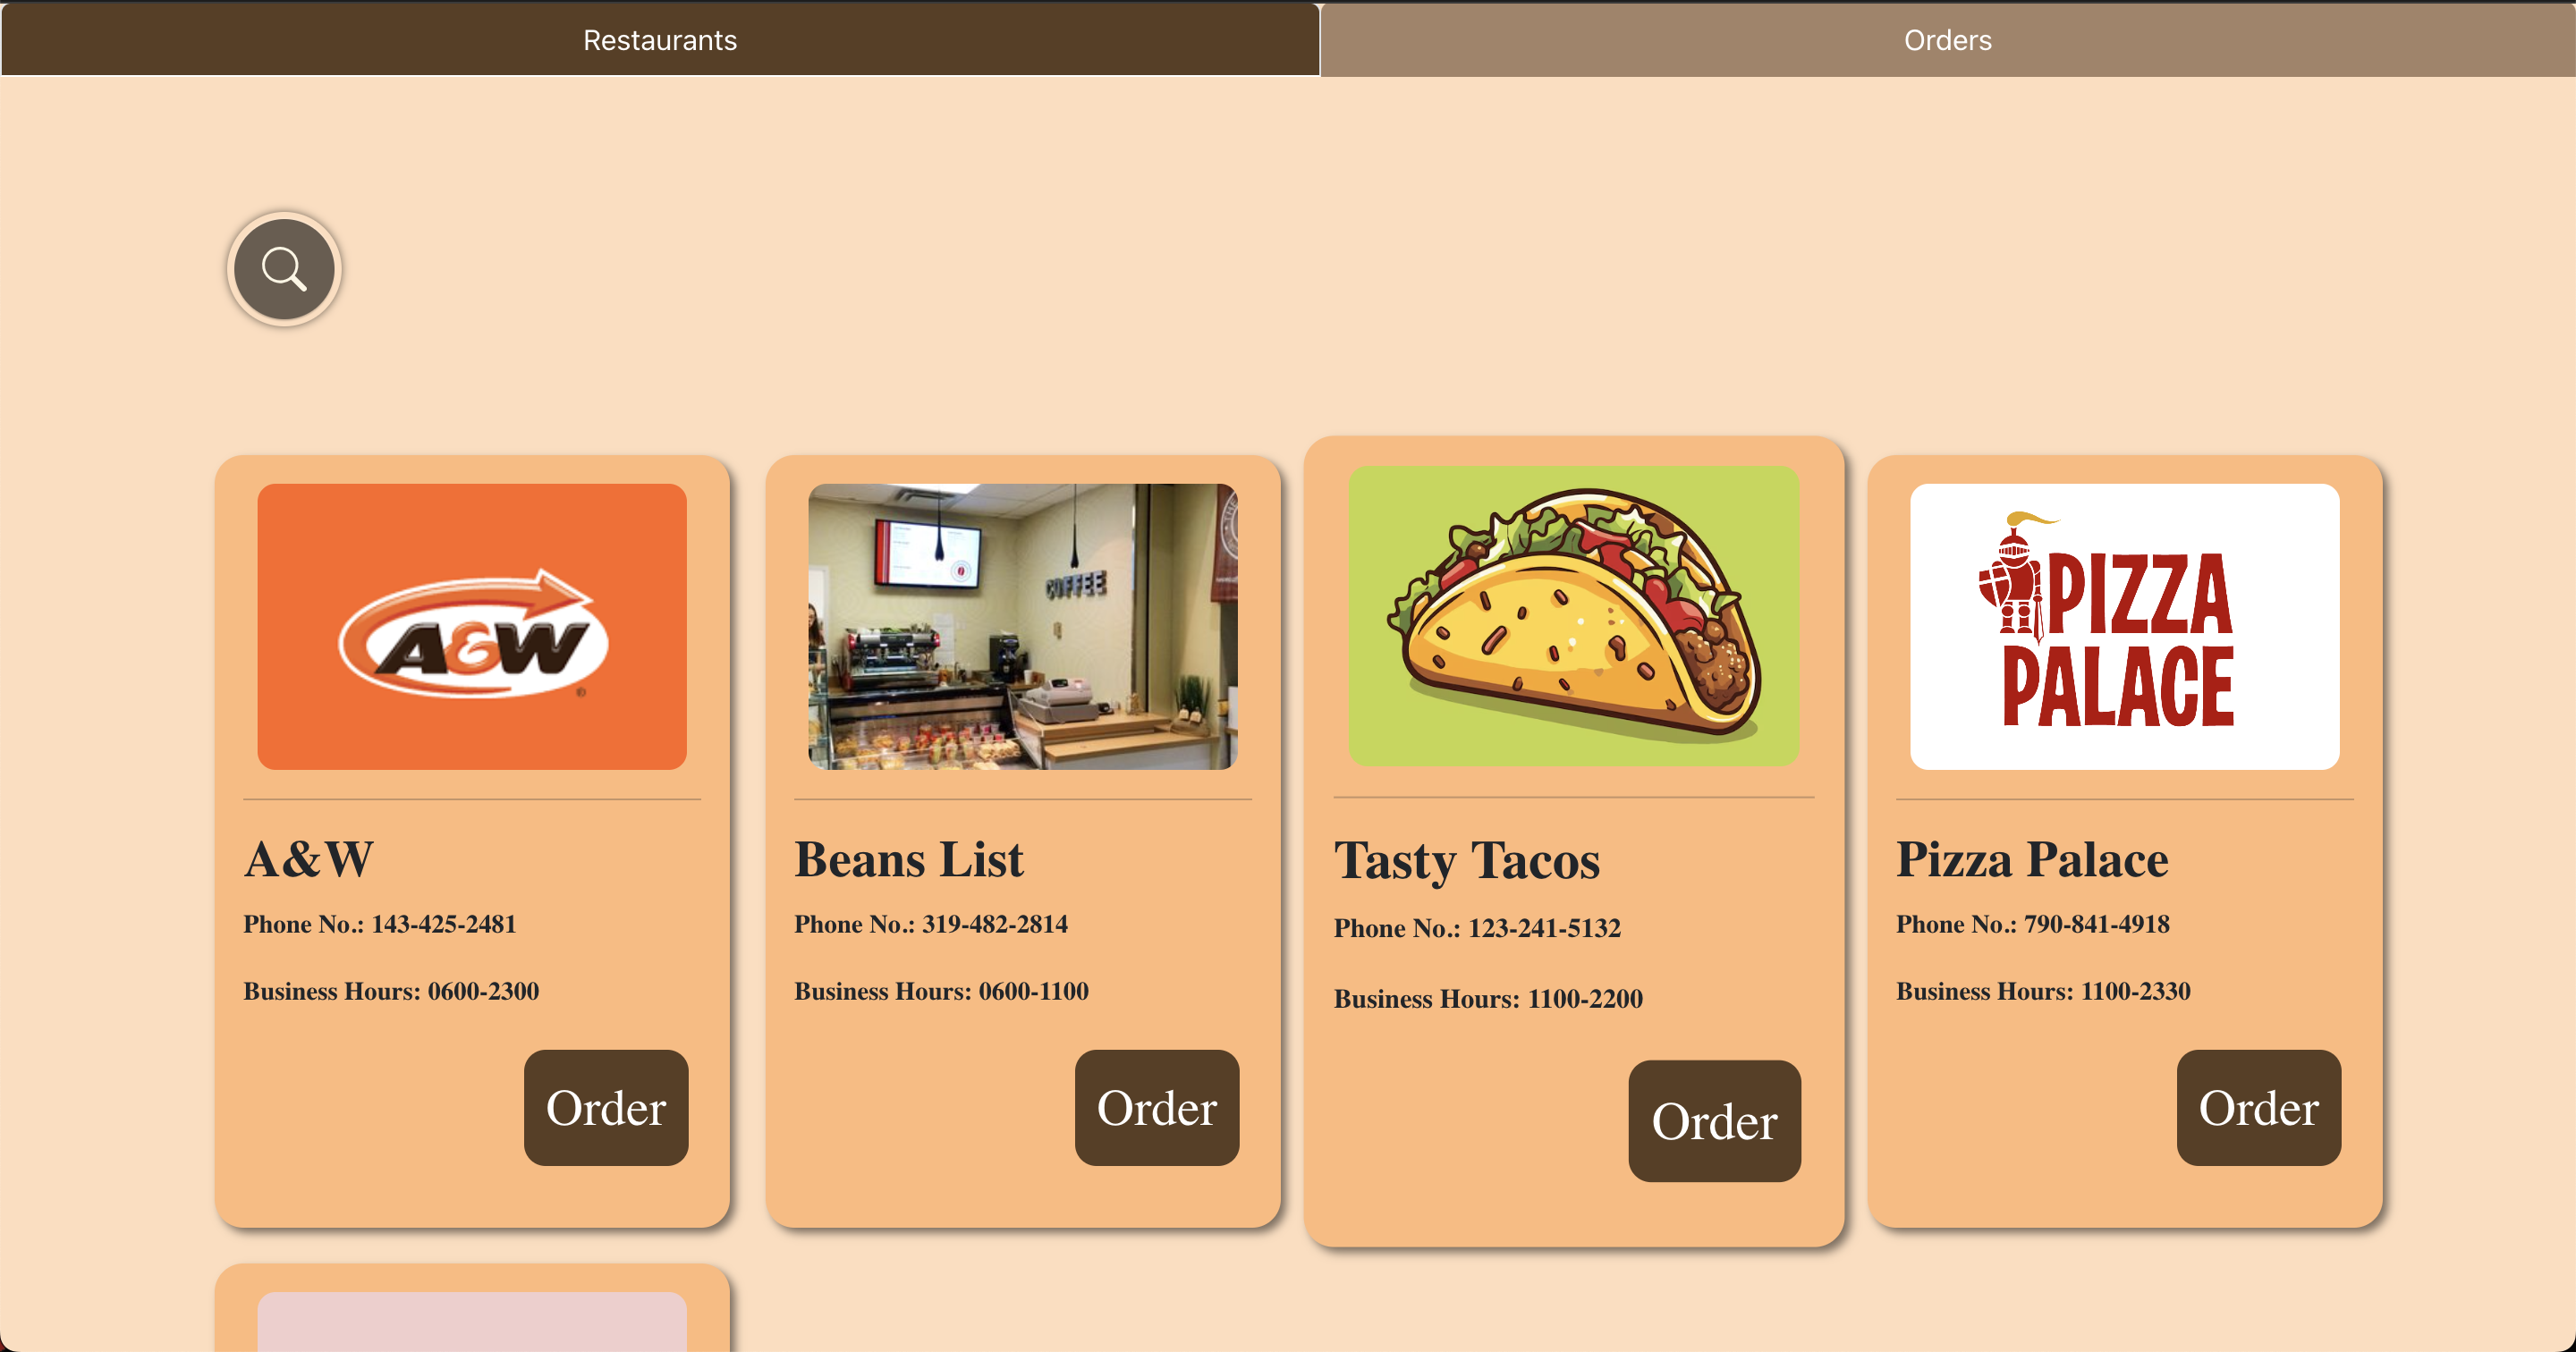 Restaurants
Orders
A&W
®
COFFEE
PIZZA
PALACE
A&W
Phone No.: 143-425-2481
Business Hours: 0600-2300
Order
Beans List
Phone No.: 319-482-2814
Business Hours: 0600-1100
Order
Tasty Tacos
Phone No.: 123-241-5132
Business Hours: 1100-2200
Order
Pizza Palace
Phone No.: 790-841-4918
Business Hours: 1100-2330
Order